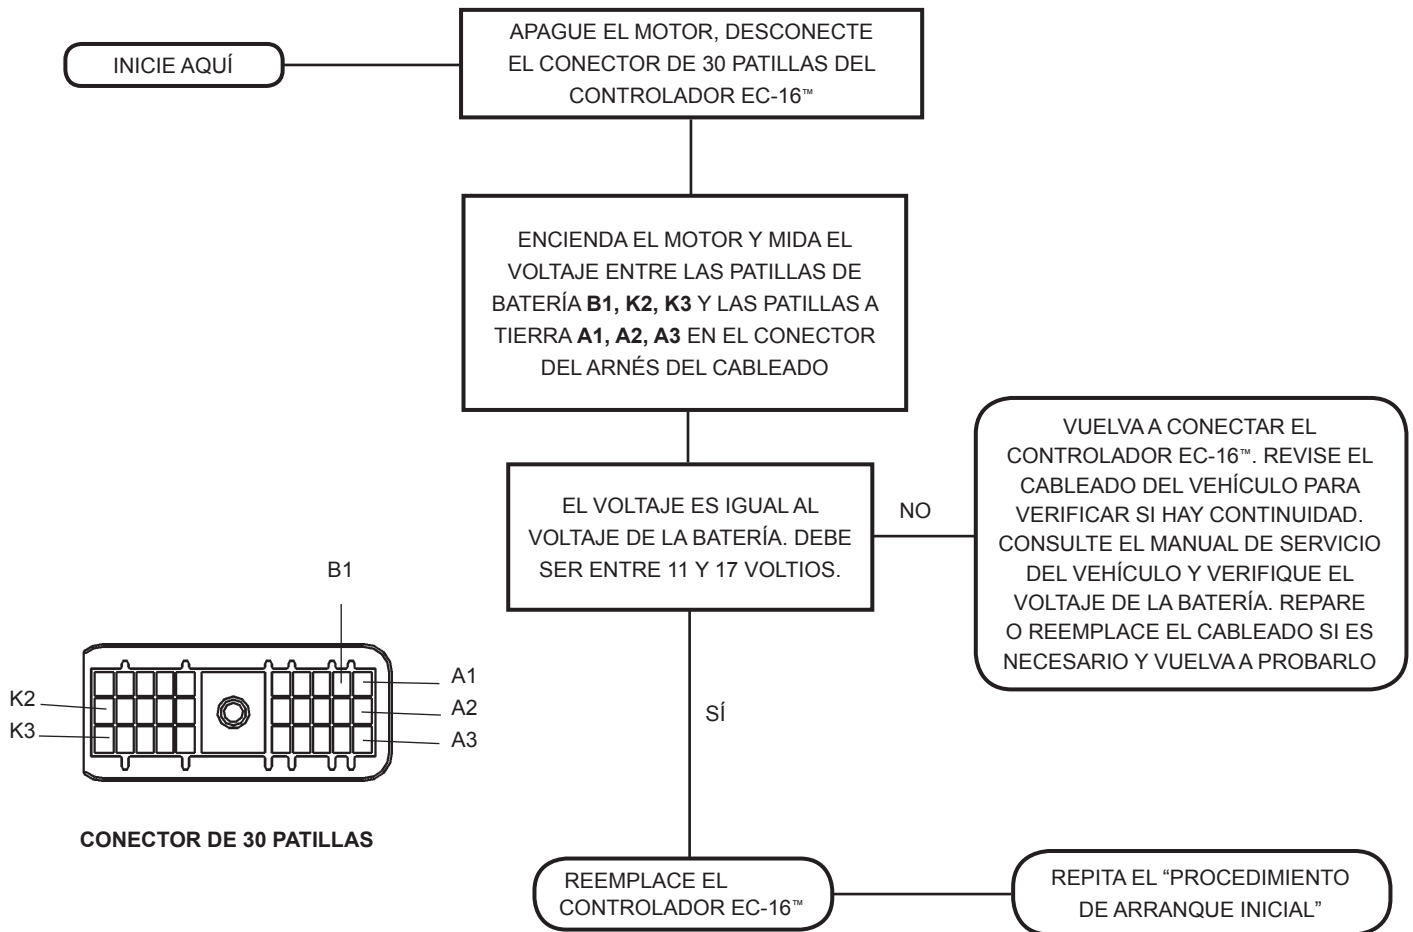 INICIE AQUÍ
APAGUE EL MOTOR, DESCONECTE
EL CONECTOR DE 30 PATILLAS DEL
CONTROLADOR EC-16™
ENCIENDA EL MOTOR Y MIDA EL
VOLTAJE ENTRE LAS PATILLAS DE
BATERÍA B1, K2, K3 Y LAS PATILLAS A
TIERRA A1, A2, A3 EN EL CONECTOR
DEL ARNÉS DEL CABLEADO
EL VOLTAJE ES IGUAL AL
VOLTAJE DE LA BATERÍA. DEBE
SER ENTRE 11 Y 17 VOLTIOS.
NO
VUELVA A CONECTAR EL
CONTROLADOR EC-16™. REVISE EL
CABLEADO DEL VEHÍCULO PARA
VERIFICAR SI HAY CONTINUIDAD.
CONSULTE EL MANUAL DE SERVICIO
DEL VEHÍCULO Y VERIFIQUE EL
VOLTAJE DE LA BATERÍA. REPARE
O REEMPLACE EL CABLEADO SI ES
NECESARIO Y VUELVA A PROBARLO
SÍ
B1
A1
A2
A3
K2
K3
CONECTOR DE 30 PATILLAS
REEMPLACE EL
CONTROLADOR EC-16™
REPITA EL “PROCEDIMIENTO
DE ARRANQUE INICIAL”